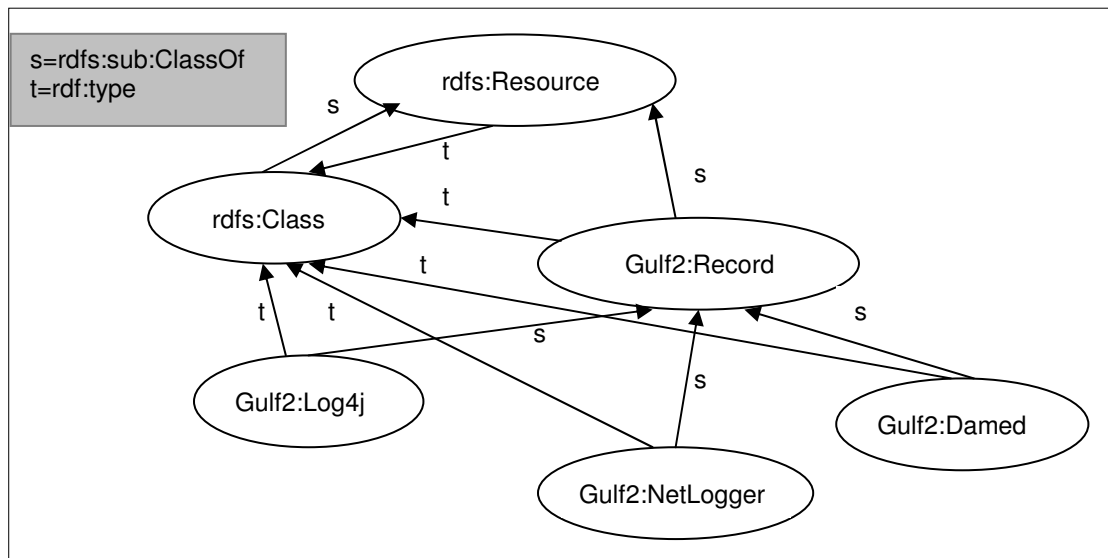 s=rdfs:sub:ClassOf
t=rdf:type
rdfs:Resource
s
t
s
rdfs:Class
t
Gulf2:Record
t
t
t
s
s
s
Gulf2:Log4j
Gulf2:Damed
Gulf2:NetLogger